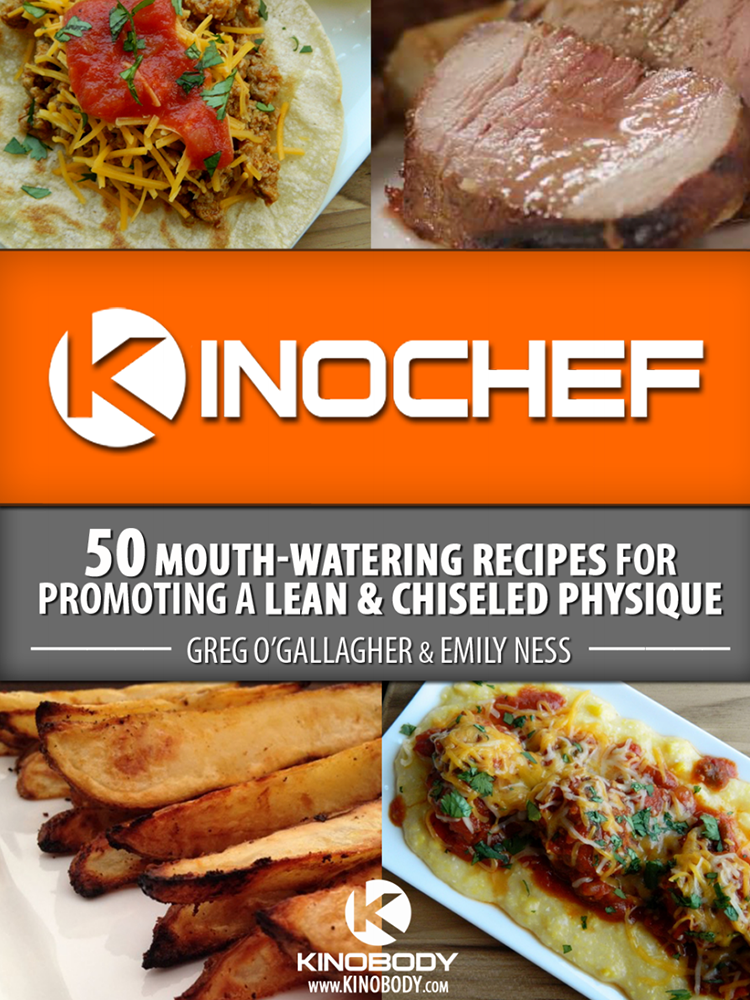 KINOCHEF
50 MOUTH-WATERING RECIPES FOR
PROMOTING A LEAN & CHISELED PHYSIQUE
GREG O'GALLAGHER & EMILY NESS
K
KINOBODY
WWW.KINOBODY.COM